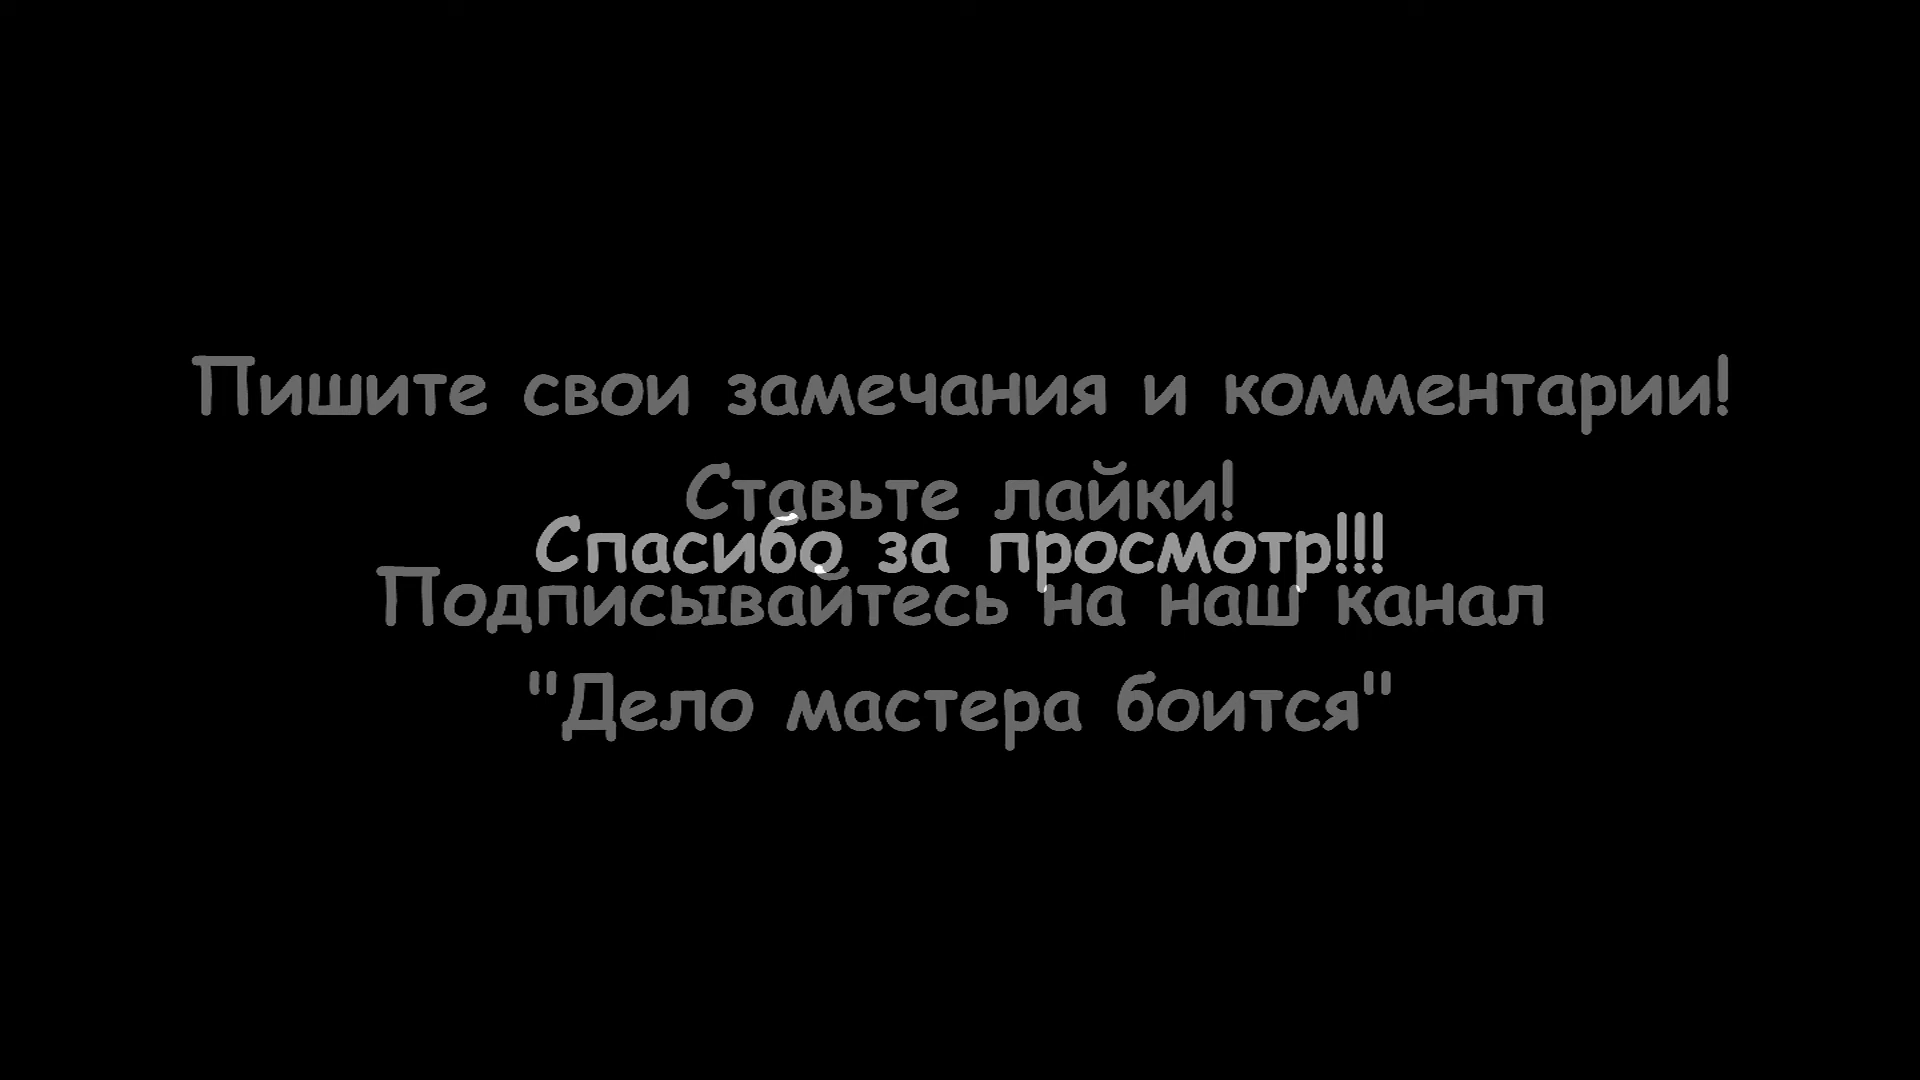 Пишите свои замечания и комментарии!
Ставьте лайки!
Спасибо за просмотр!!!
Подписывайтесь на наш канал
"Дело мастера боится"